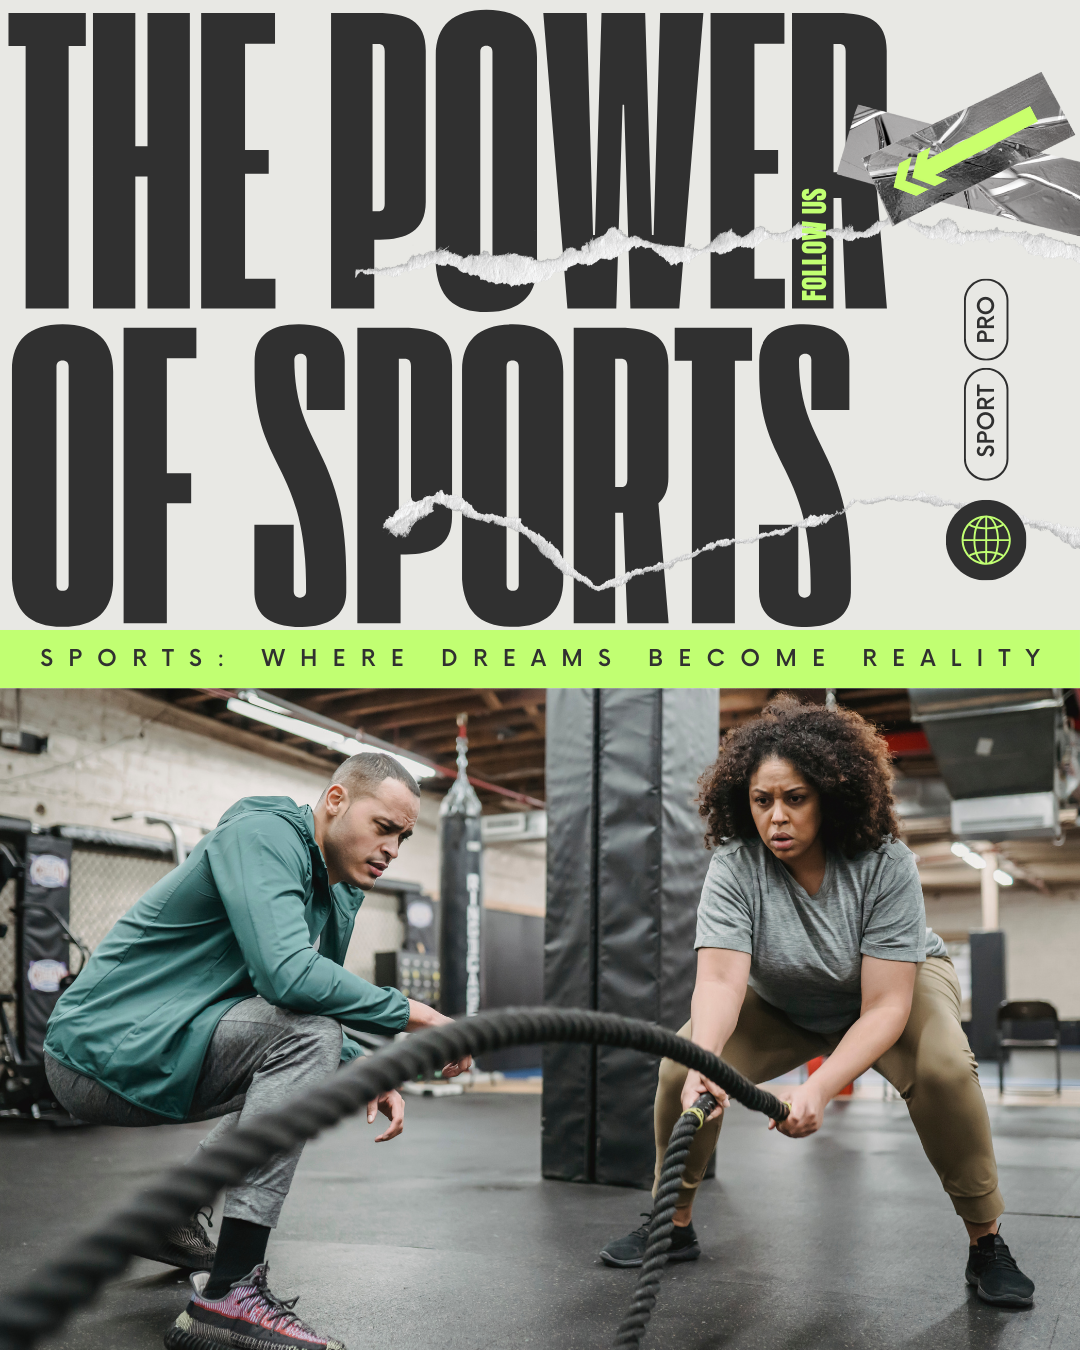 THE POWER
FOLLOW US
OF SPORTS
PRO
SPORT
SPORTS: WHERE DREAMS BECOME REALITY